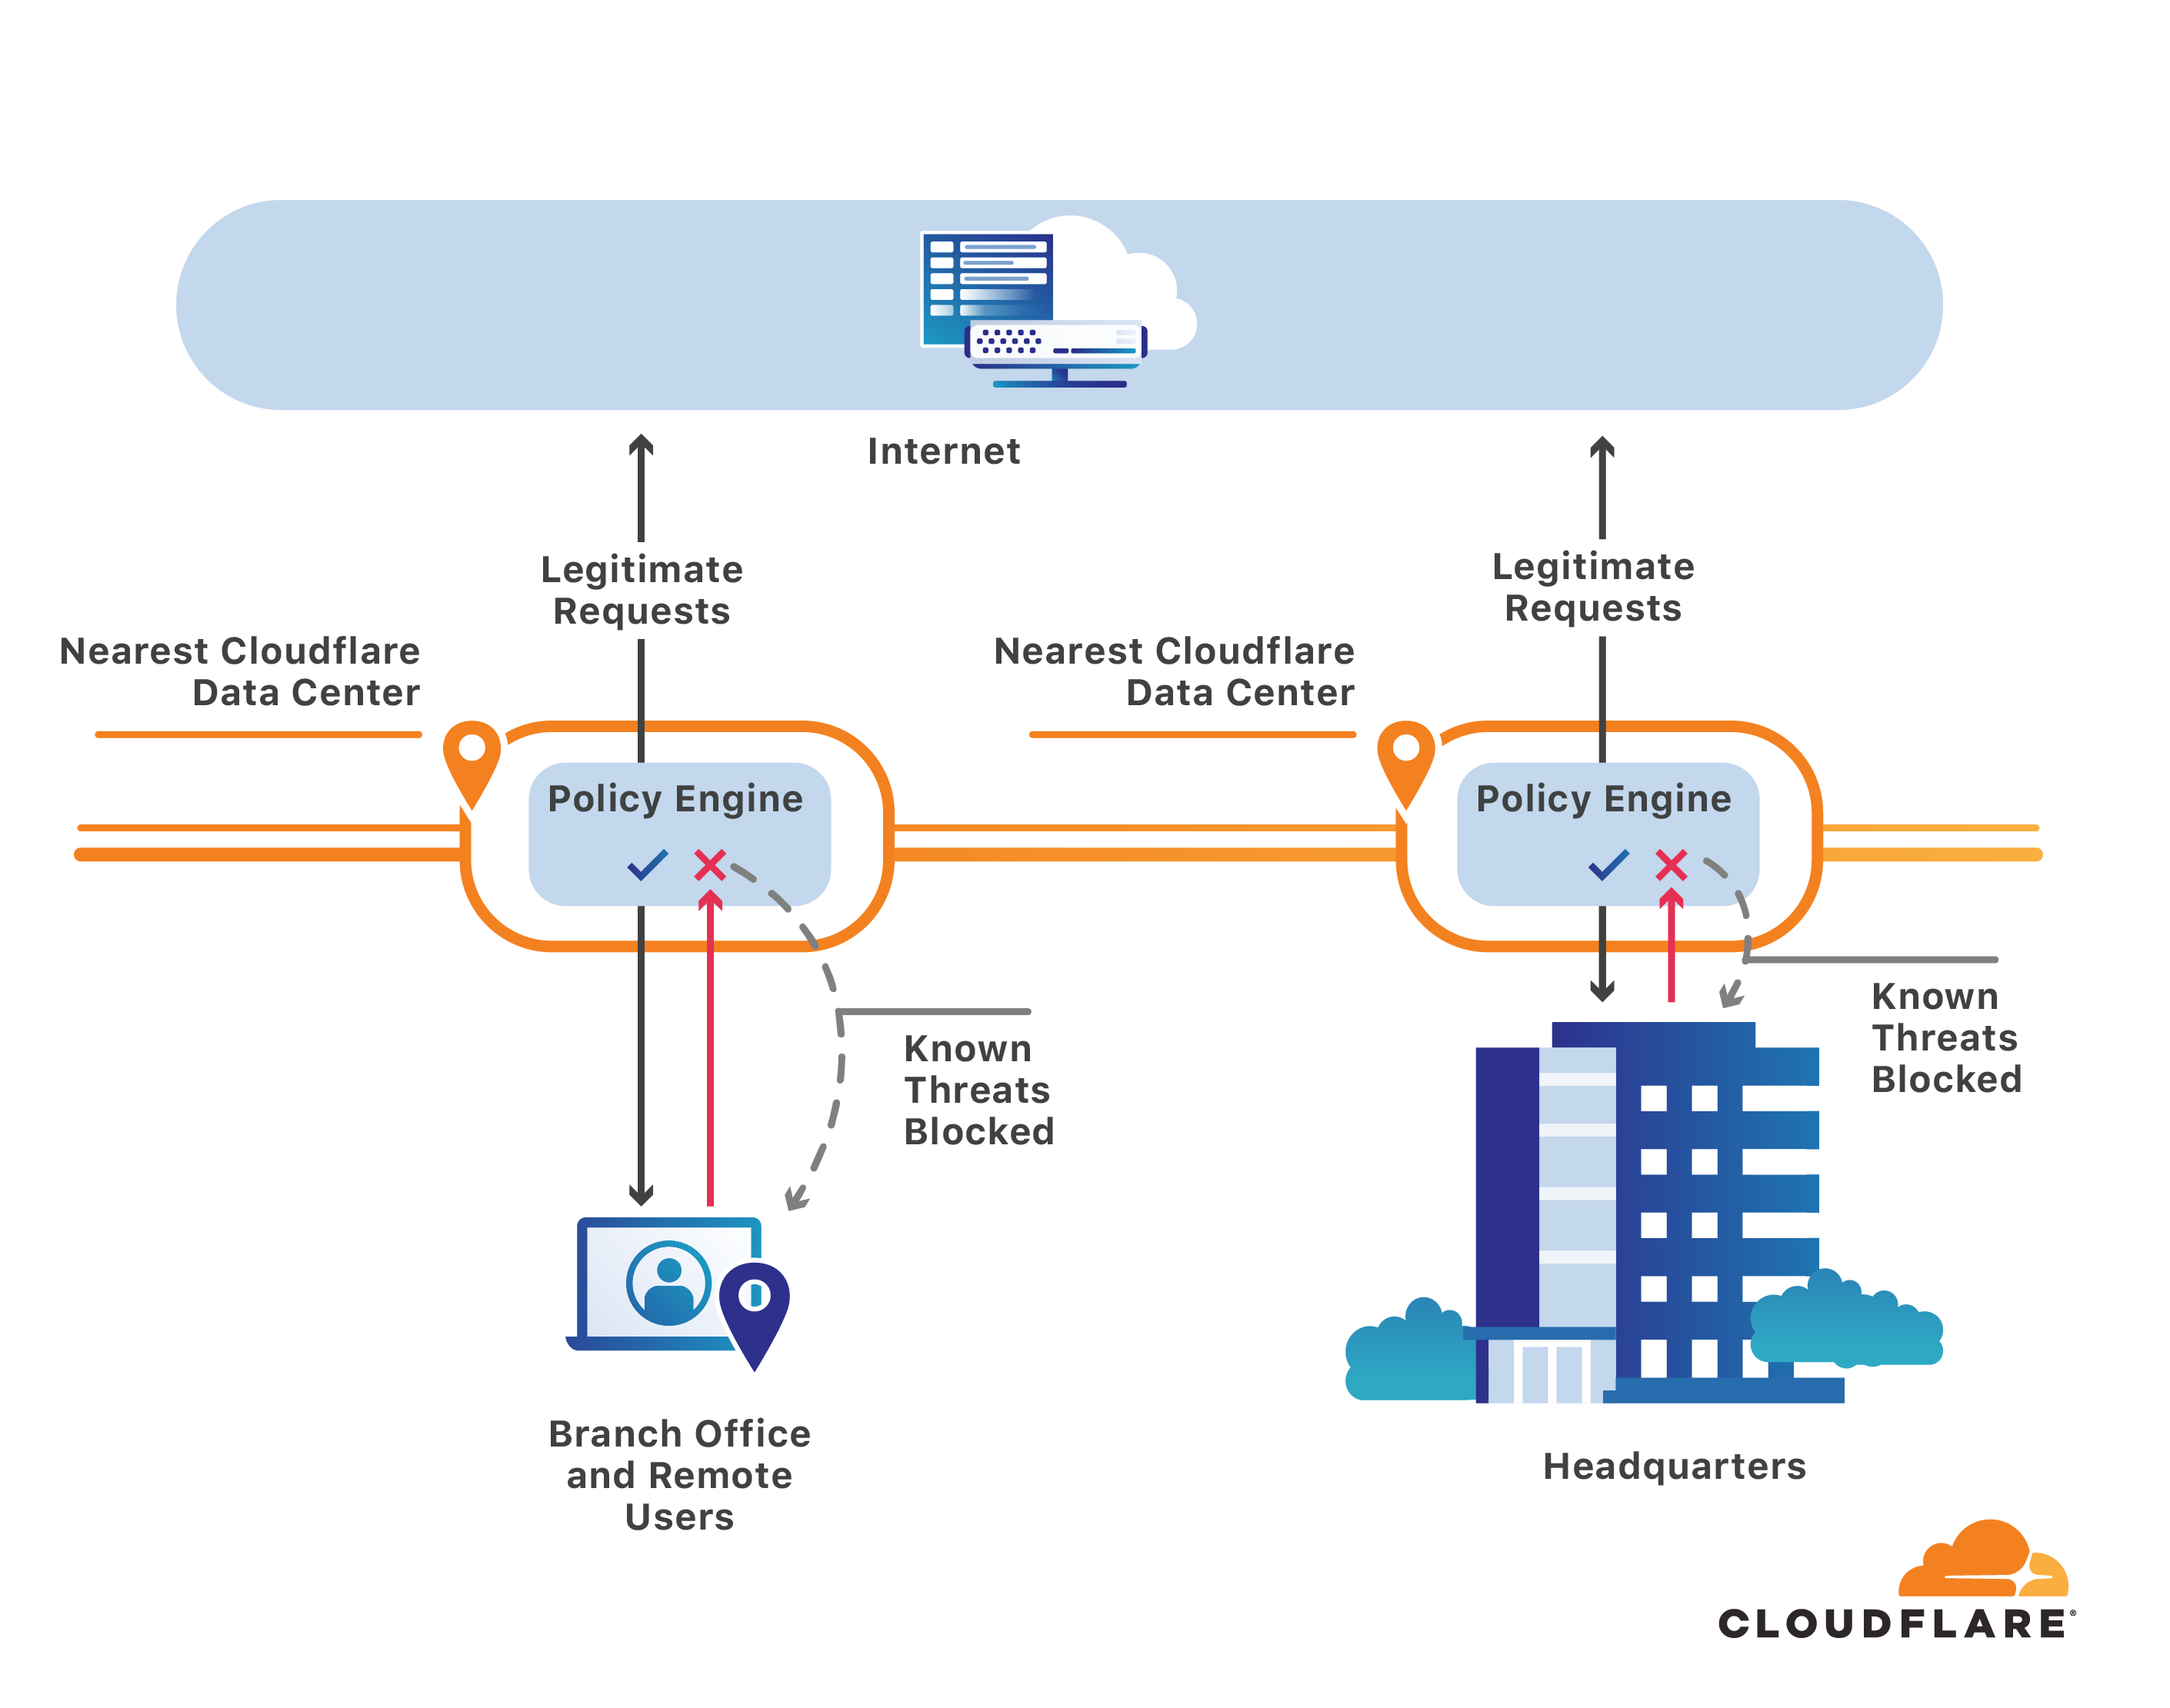 Internet
Legitimate
Requests
Legitimate
Requests
Nearest Cloudflare
Data Center
Nearest Cloudflare
Data Center
Policy Engine
Policy Engine
Known
Threats
Blocked
Known
Threats
Blocked
Branch Office
and Remote
Users
Headquarters
CLOUDFLARE®